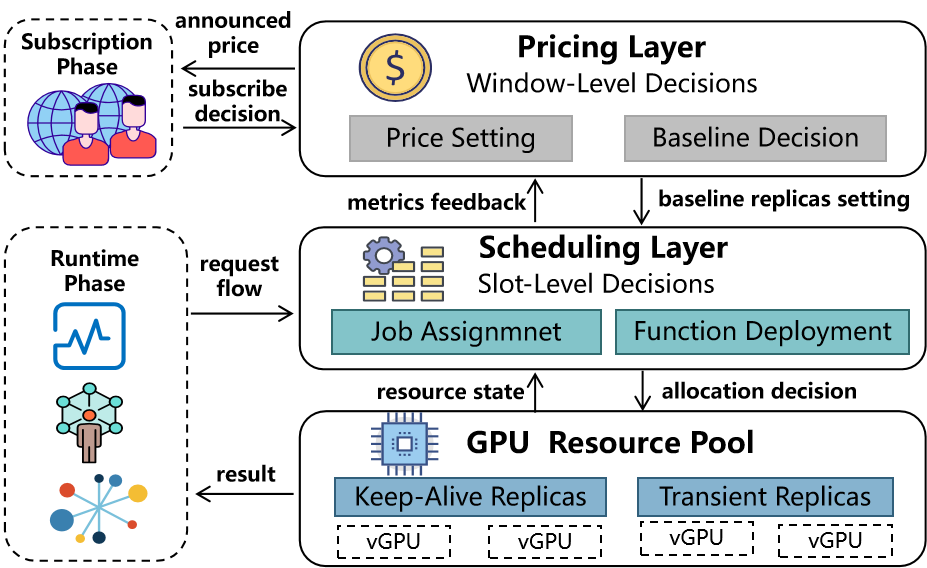 Subscription
Phase
announced
price
subscribe
decision
$
Pricing Layer
Window-Level Decisions
Price Setting
Baseline Decision
metrics feedback
baseline replicas setting
Runtime
Phase
request
flow
Scheduling Layer
Slot-Level Decisions
Job Assignmnet
Function Deployment
resource state
allocation decision
result
GPU Resource Pool
Keep-Alive Replicas
Transient Replicas
vGPU
vGPU
vGPU
vGPU